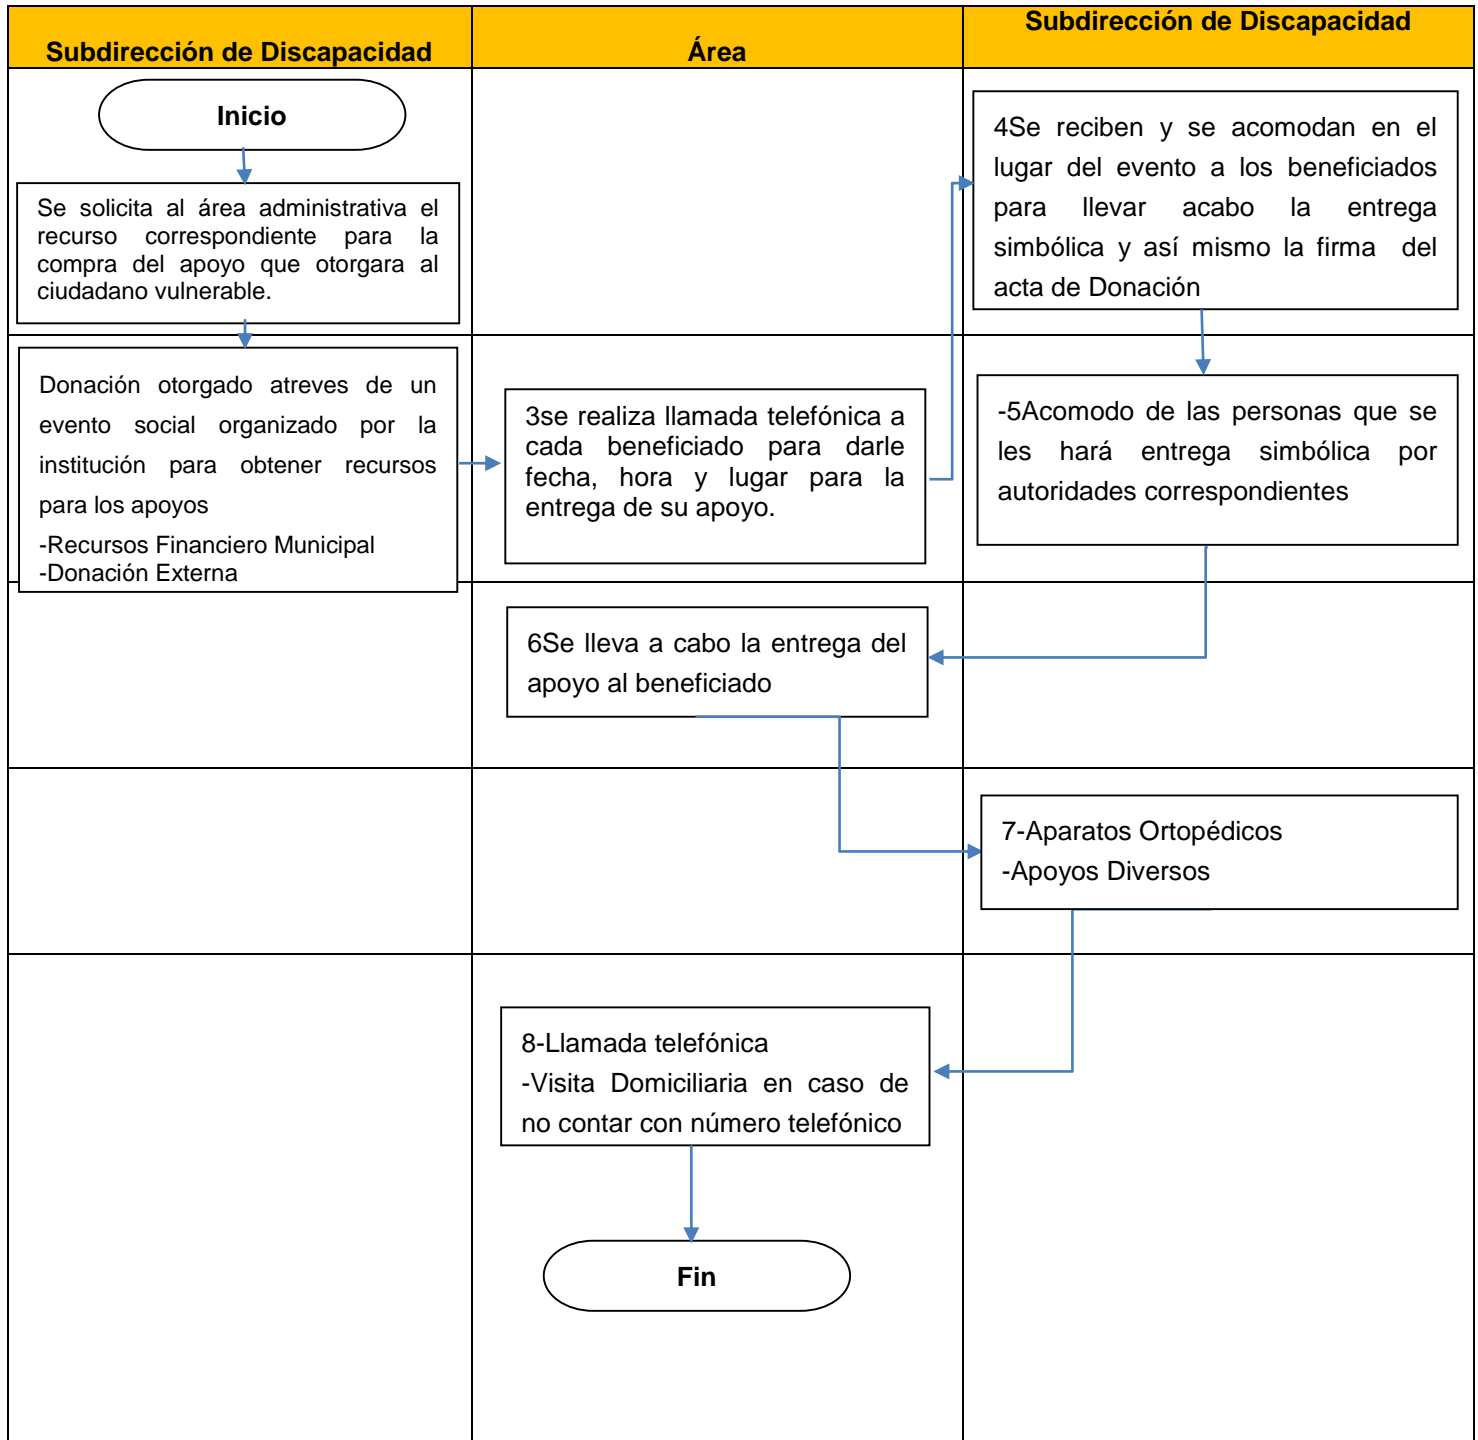 Subdirección de Discapacidad
Área
Subdirección de Discapacidad
Inicio
Se solicita al área administrativa el
recurso correspondiente para la
compra del apoyo que otorgara al
ciudadano vulnerable.
Donación otorgado atreves de un
evento social organizado por la
institución para obtener recursos
para los apoyos
-Recursos Financiero Municipal
-Donación Externa
3se realiza llamada telefónica a
cada beneficiado para darle
fecha, hora y lugar para la
entrega de su apoyo.
4Se reciben y se acomodan en el
lugar del evento a los beneficiados
para llevar acabo la entrega
simbólica y así mismo la firma del
acta de Donación
-5Acomodo de las personas que se
les hará entrega simbólica por
autoridades correspondientes
6Se lleva a cabo la entrega del
apoyo al beneficiado
7-Aparatos Ortopédicos
-Apoyos Diversos
8-Llamada telefónica
-Visita Domiciliaria en caso de
no contar con número telefónico
Fin